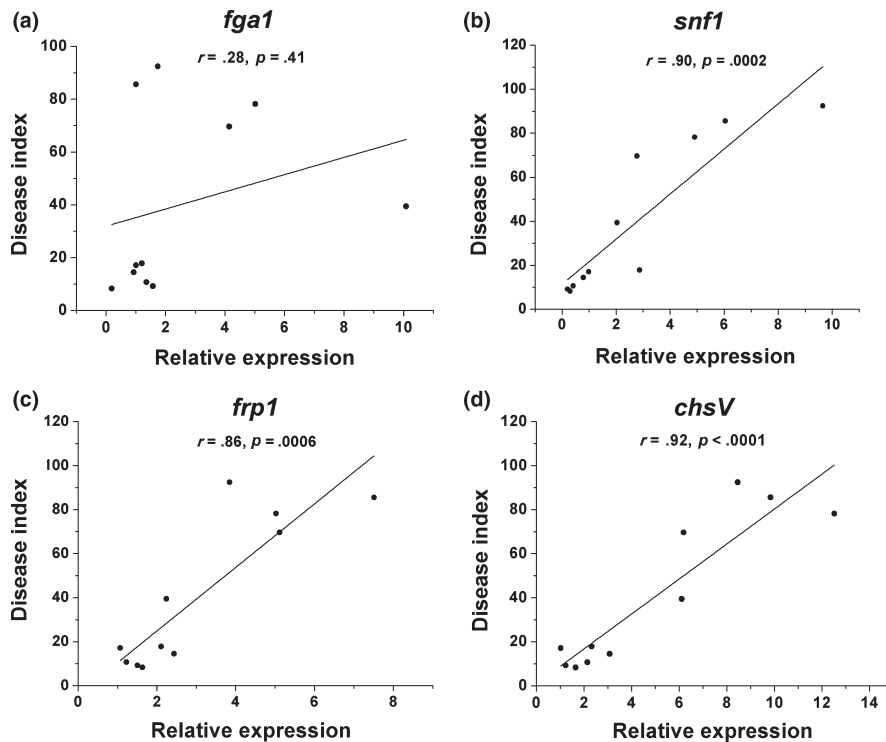 (a)
fga1
r = .28, p = .41
100
80
60
40
20
0
0 2 4 6 8 10
Disease index
Relative expression
(b)
snf1
r = .90, p = .0002
120
100
80
60
40
20
0
0 2 4 6 8 10
Disease index
Relative expression
(c)
frp1
r = .86, p = .0006
120
100
80
60
40
20
0
0 2 4 6 8
Disease index
Relative expression
(d)
chsV
r = .92, p < .0001
120
100
80
60
40
20
0
0 2 4 6 8 10 12 14
Disease index
Relative expression